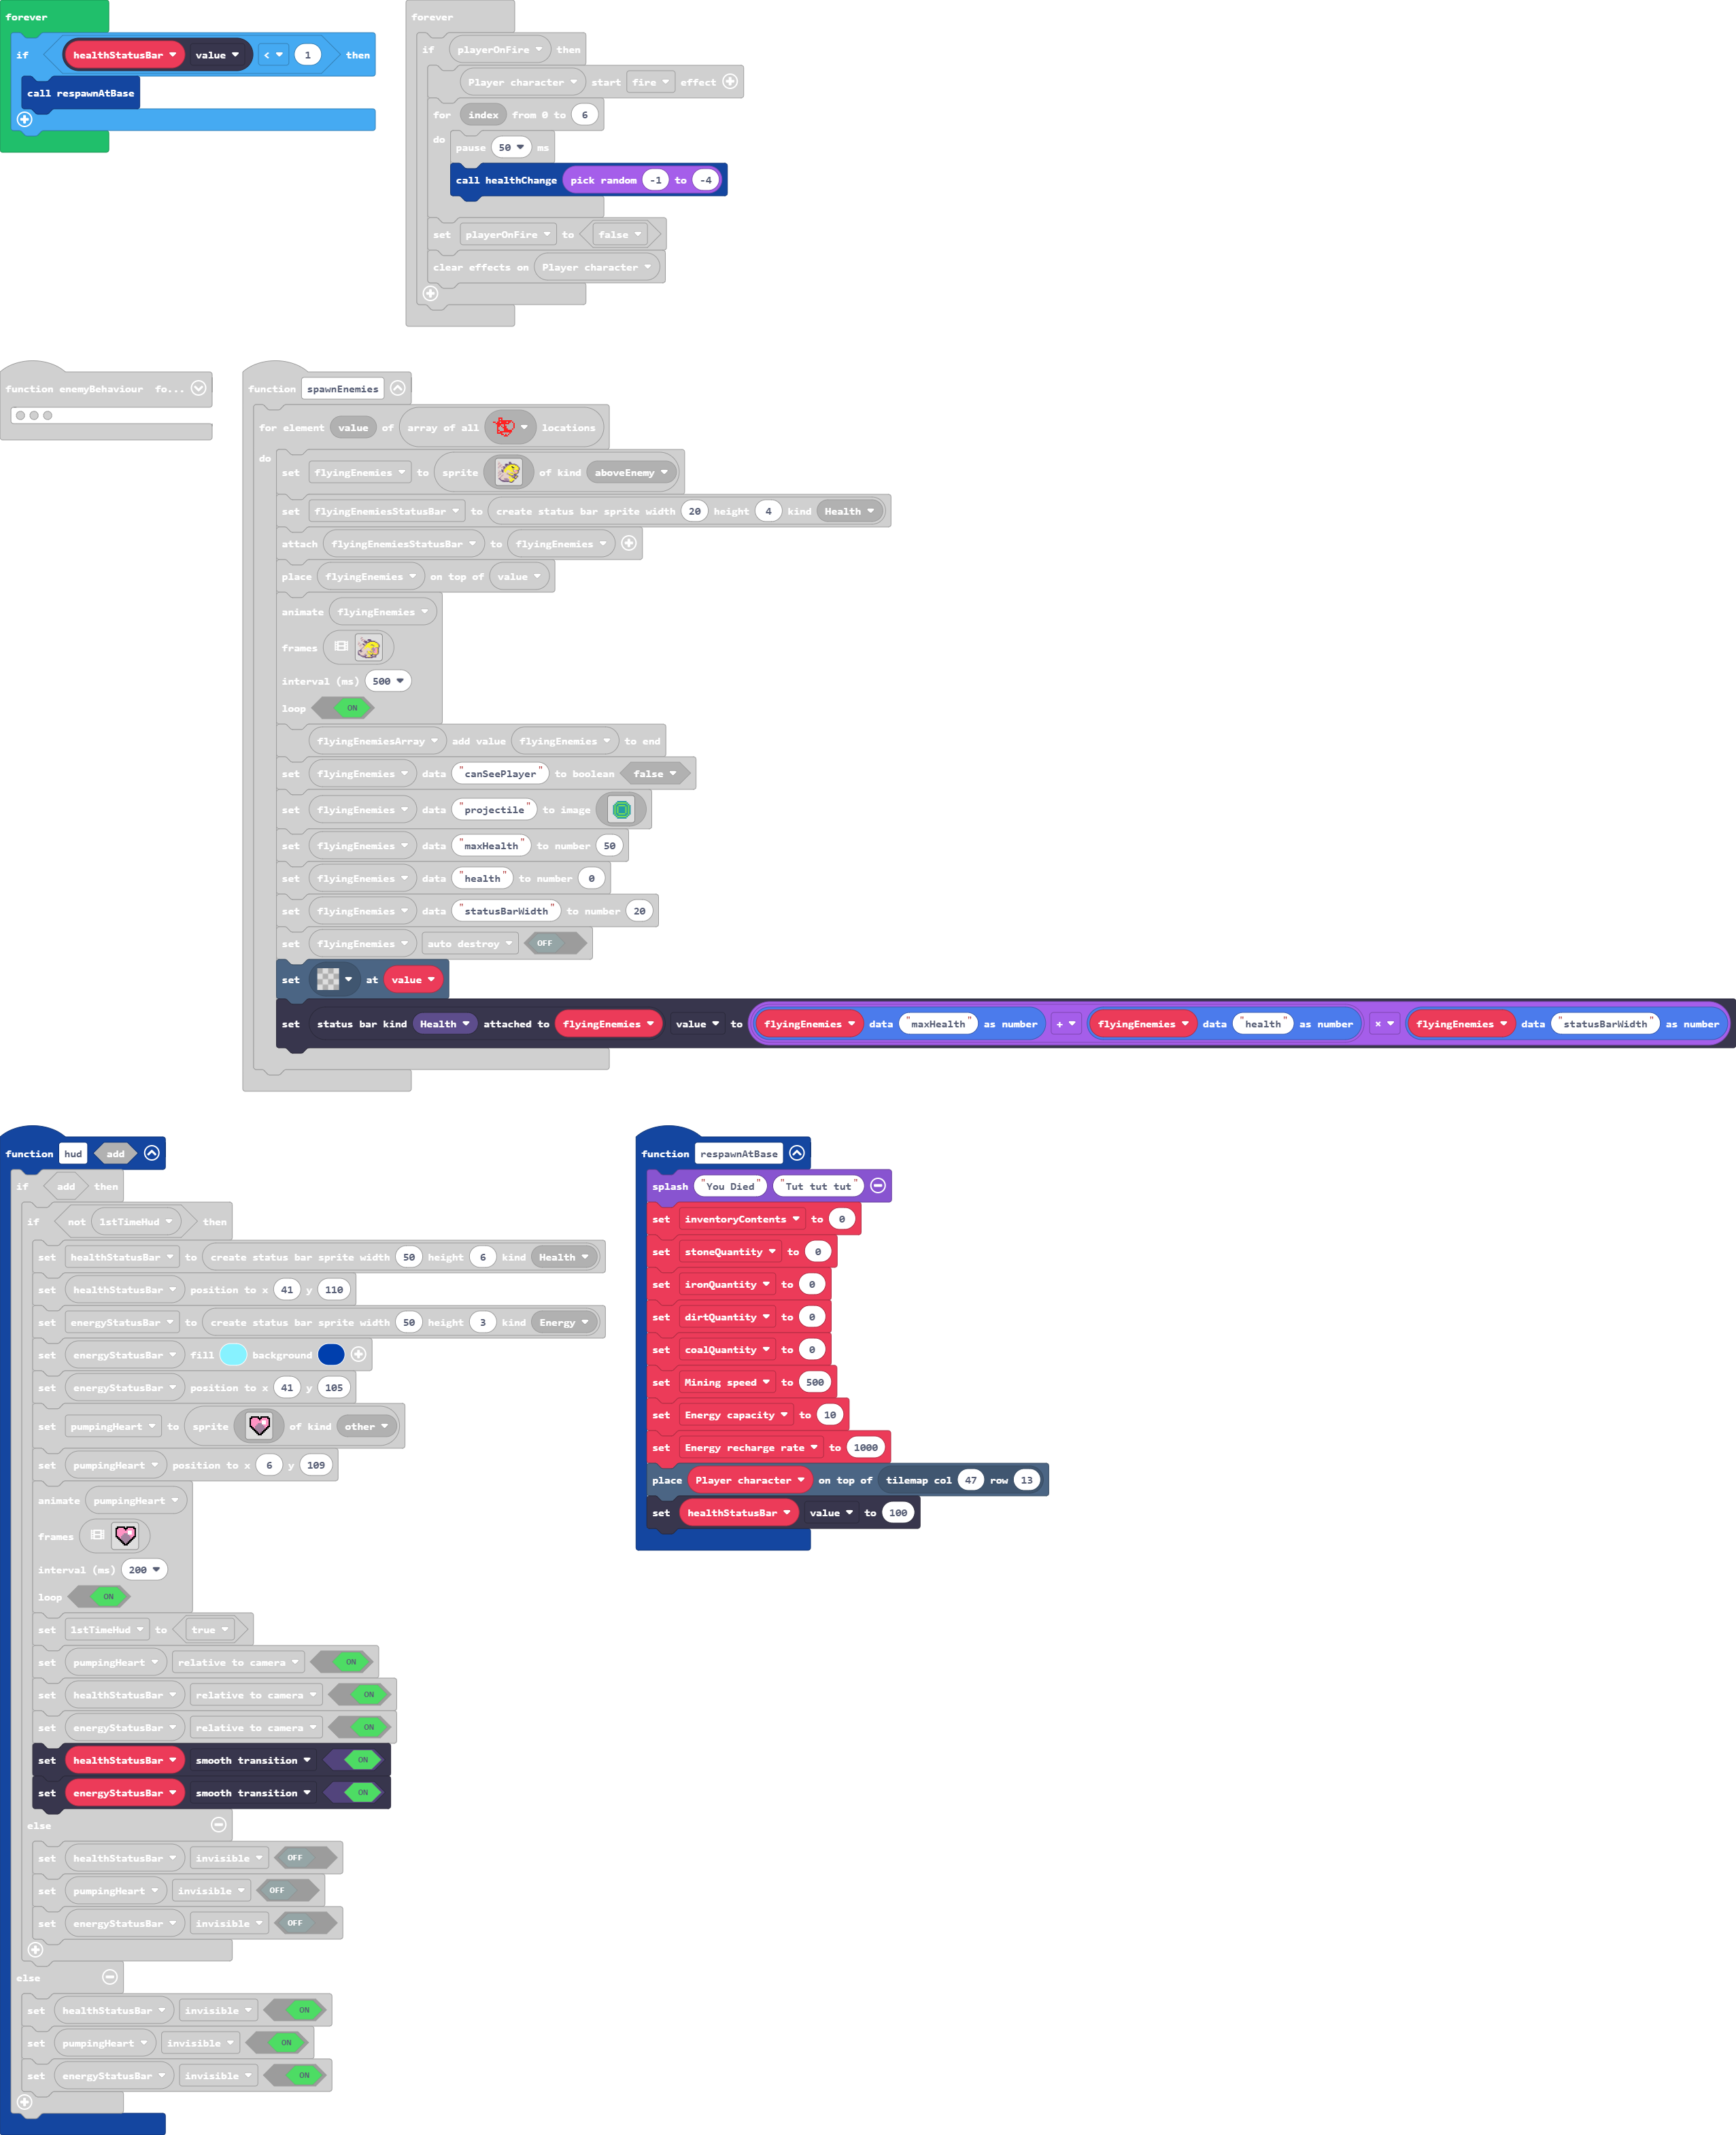 forever
if healthStatusBar value < 1 then
call respawnAtBase
forever
if playerOnFire then
Player character start fire effect
for index from 0 to 6
do
pause 50 ms
call healthChange pick random -1 to -4
set playerOnFire to false
clear effects on Player character
function enemyBehaviour fo...
function spawnEnemies
for element value of array of all locations
do
set flyingEnemies to sprite of kind aboveEnemy
set flyingEnemiesStatusBar to create status bar sprite width 20 height 4 kind Health
attach flyingEnemiesStatusBar to flyingEnemies
place flyingEnemies on top of value
animate flyingEnemies
frames
interval (ms) 500
loop ON
flyingEnemiesArray add value flyingEnemies to end
set flyingEnemies data "canSeePlayer" to boolean false
set flyingEnemies data "projectile" to image
set flyingEnemies data "maxHealth" to number 50
set flyingEnemies data "health" to number 0
set flyingEnemies data "statusBarWidth" to number 20
set flyingEnemies auto destroy OFF
set at value
set status bar kind Health attached to flyingEnemies value to flyingEnemies data "maxHealth" as number + flyingEnemies data "health" as number × flyingEnemies data "statusBarWidth" as number
function hud add
if add then
if not 1stTimeHud then
set healthStatusBar to create status bar sprite width 50 height 6 kind Health
set healthStatusBar position to x 41 y 110
set energyStatusBar to create status bar sprite width 50 height 3 kind Energy
set energyStatusBar fill background
set energyStatusBar position to x 41 y 105
set pumpingHeart to sprite of kind other
set pumpingHeart position to x 6 y 109
animate pumpingHeart
frames
interval (ms) 200
loop ON
set 1stTimeHud to true
set pumpingHeart relative to camera ON
set healthStatusBar relative to camera ON
set energyStatusBar relative to camera ON
set healthStatusBar smooth transition ON
set energyStatusBar smooth transition ON
else
set healthStatusBar invisible OFF
set pumpingHeart invisible OFF
set energyStatusBar invisible OFF
else
set healthStatusBar invisible ON
set pumpingHeart invisible ON
set energyStatusBar invisible ON
function respawnAtBase
splash "You Died" "Tut tut tut"
set inventoryContents to 0
set stoneQuantity to 0
set ironQuantity to 0
set dirtQuantity to 0
set coalQuantity to 0
set Mining speed to 500
set Energy capacity to 10
set Energy recharge rate to 1000
place Player character on top of tilemap col 47 row 13
set healthStatusBar value to 100